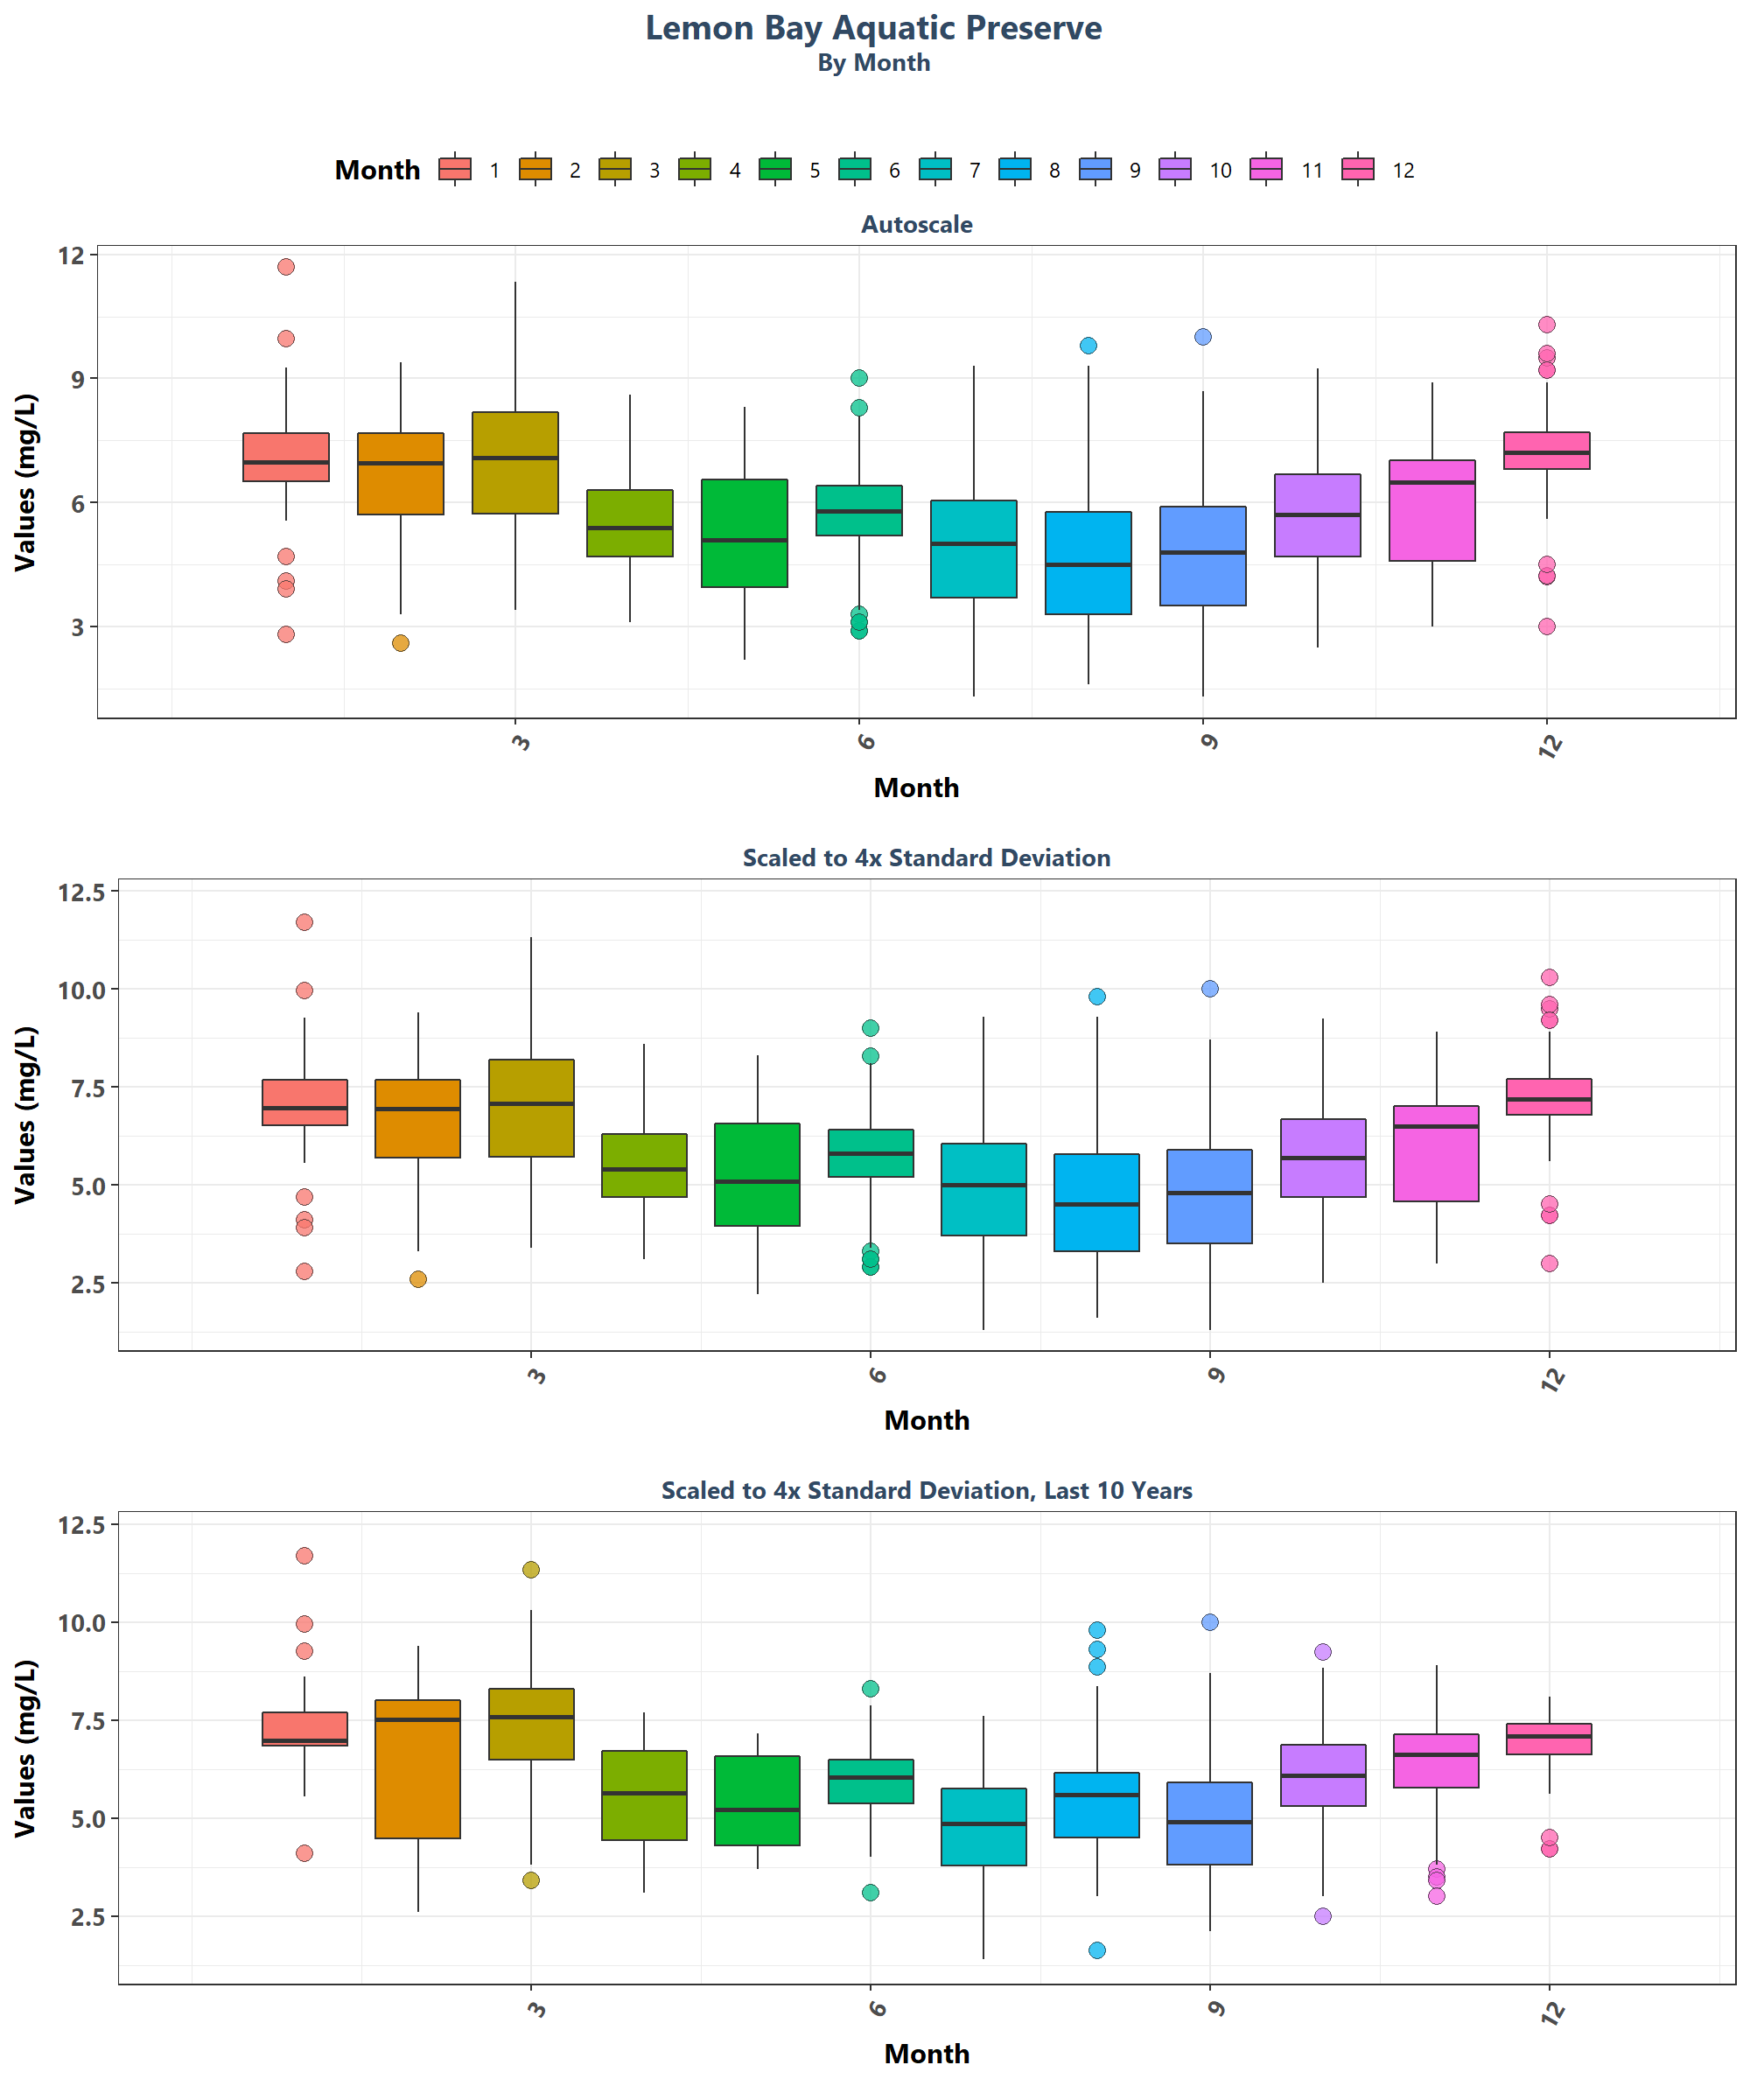 Lemon Bay Aquatic Preserve
By Month
Month 1 2 3 4 5 6 7 8 9 10 11 12
Autoscale
Values (mg/L)
12
9
6
3
3 6 9 12
Month
Scaled to 4x Standard Deviation
Values (mg/L)
12.5
10.0
7.5
5.0
2.5
3 6 9 12
Month
Scaled to 4x Standard Deviation, Last 10 Years
Values (mg/L)
12.5
10.0
7.5
5.0
2.5
3 6 9 12
Month